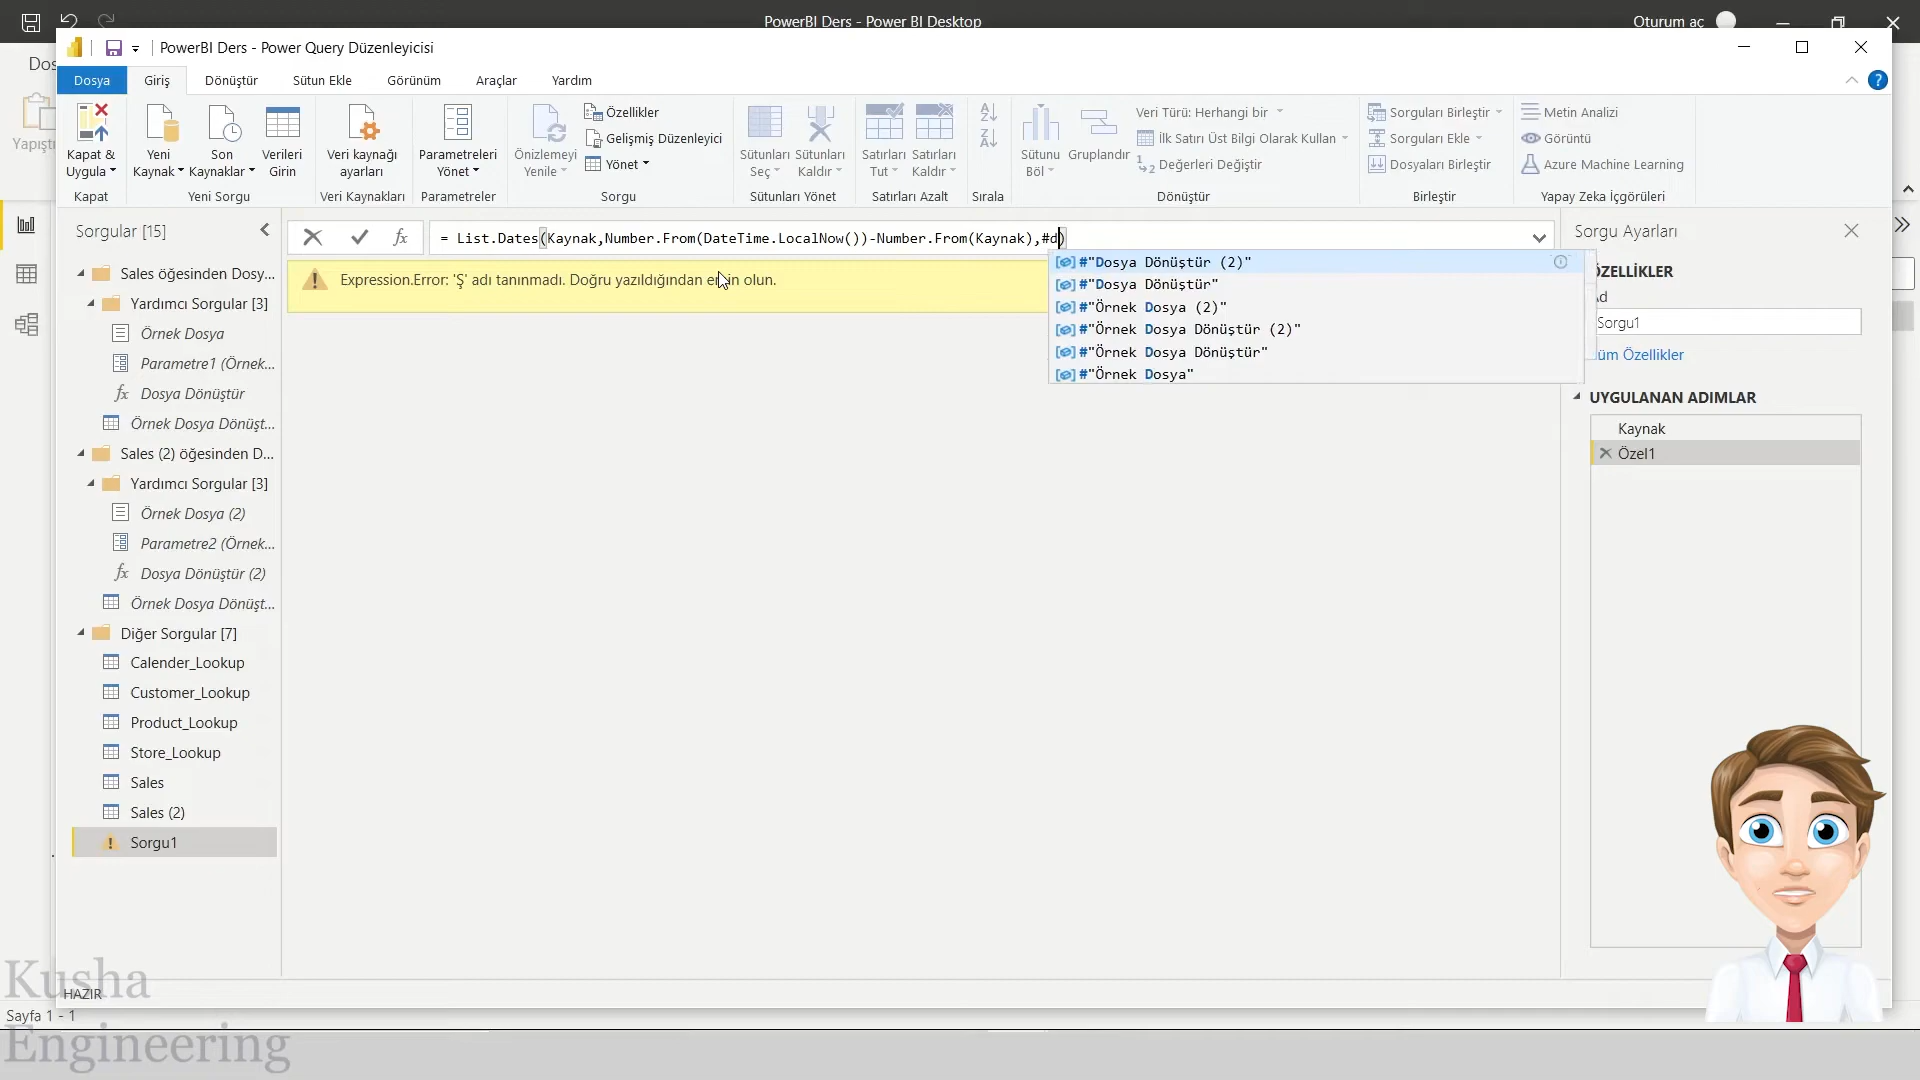 PowerBI Ders - Power BI Desktop
Oturum aç
PowerBI Ders - Power Query Düzenleyicisi
Dosya Giriş Dönüştür Sütun Ekle Görünüm Araçlar Yardım
Kapat & Uygula
Kapat
Yeni Kaynak
Son Kaynaklar
Verileri Girin
Yeni Sorgu
Veri kaynağı ayarları
Veri Kaynakları
Parametreleri Yönet
Parametreler
Önizlemeyi Yenile
Özellikler
Gelişmiş Düzenleyici
Yönet
Sorgu
Sütunları Seç
Sütunları Kaldır
Sütunları Yönet
Satırları Tut
Satırları Kaldır
Satırları Azalt
Sırala
Sütunu Böl
Gruplandır
Veri Türü: Herhangi bir
İlk Satırı Üst Bilgi Olarak Kullan
Değerleri Değiştir
Dönüştür
Sorguları Birleştir
Sorguları Ekle
Dosyaları Birleştir
Birleştir
Metin Analizi
Görüntü
Azure Machine Learning
Yapay Zeka İçgörüleri
Sorgular [15]
Sales öğesinden Dosy...
Yardımcı Sorgular [3]
Örnek Dosya
Parametre1 (Örnek...
Dosya Dönüştür
Örnek Dosya Dönüşt...
Sales (2) öğesinden D...
Yardımcı Sorgular [3]
Örnek Dosya (2)
Parametre2 (Örnek...
Dosya Dönüştür (2)
Örnek Dosya Dönüşt...
Diğer Sorgular [7]
Calender_Lookup
Customer_Lookup
Product_Lookup
Store_Lookup
Sales
Sales (2)
Sorgu1
= List.Dates(Kaynak,Number.From(DateTime.LocalNow())-Number.From(Kaynak),#d)
Expression.Error: 'Ş' adı tanınmadı. Doğru yazıldığından emin olun.
#"Dosya Dönüştür (2)"
#"Dosya Dönüştür"
#"Örnek Dosya (2)"
#"Örnek Dosya Dönüştür (2)"
#"Örnek Dosya Dönüştür"
#"Örnek Dosya"
Sorgu Ayarları
ÖZELLİKLER
Ad
Sorgu1
Tüm Özellikler
UYGULANAN ADIMLAR
Kaynak
Özel1
HAZIR
Sayfa 1 - 1
Kusha
Engineering